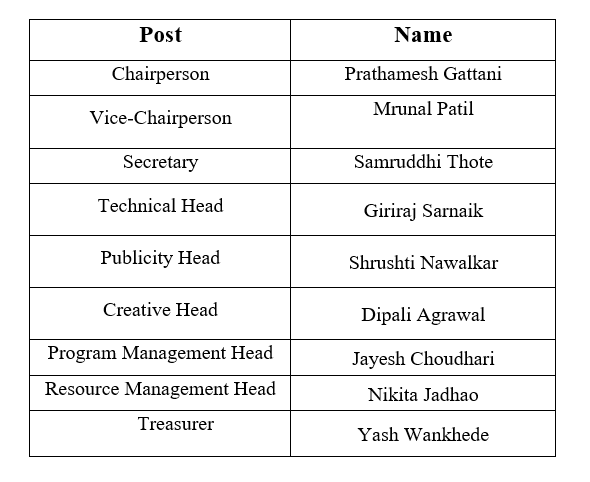 Post Name
Chairperson Prathamesh Gattani
Vice-Chairperson Mrunal Patil
Secretary Samruddhi Thote
Technical Head Giriraj Sarnaik
Publicity Head Shrushti Nawalkar
Creative Head Dipali Agrawal
Program Management Head Jayesh Choudhari
Resource Management Head Nikita Jadhao
Treasurer Yash Wankhede